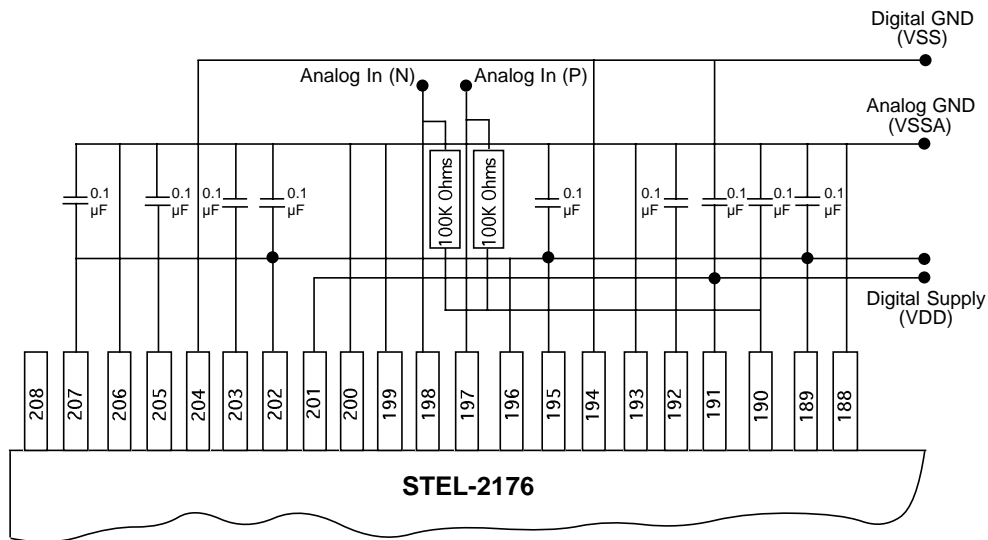 Digital GND
(VSS)
Analog In (N)
Analog In (P)
Analog GND
(VSSA)
0.1
µF
0.1
µF
0.1
µF
0.1
µF
100K Ohms
100K Ohms
0.1
µF
0.1
µF
0.1
µF
0.1
µF
0.1
µF
Digital Supply
(VDD)
208
207
206
205
204
203
202
201
200
199
198
197
196
195
194
193
192
191
190
189
188
STEL-2176